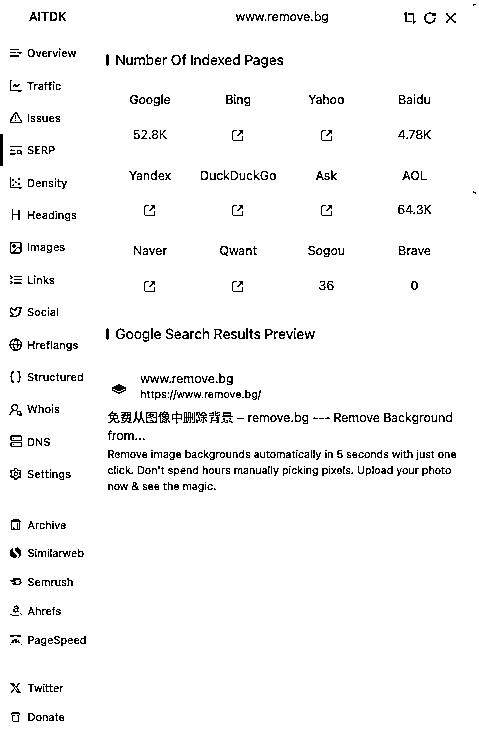 AITDK
www.remove.bg
Overview
Traffic
Issues
SERP
Density
Headings
Images
Links
Social
Hreflangs
Structured
Whois
DNS
Settings
Archive
Similarweb
Semrush
Ahrefs
PageSpeed
Twitter
Donate
Number Of Indexed Pages
Google Bing Yahoo Baidu
52.8K 4.78K
Yandex DuckDuckGo Ask AOL
64.3K
Naver Qwant Sogou Brave
36 0
Google Search Results Preview
www.remove.bg
https://www.remove.bg/
免费从图像中删除背景 – remove.bg --- Remove Background
from...
Remove image backgrounds automatically in 5 seconds with just one
click. Don't spend hours manually picking pixels. Upload your photo
now & see the magic.